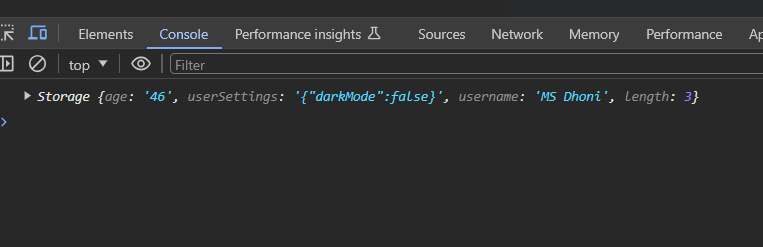 Elements Console Performance insights Sources Network Memory Performance Ap
top Filter
Storage {age: '46', userSettings: '{"darkMode":false}', username: 'MS Dhoni', length: 3}